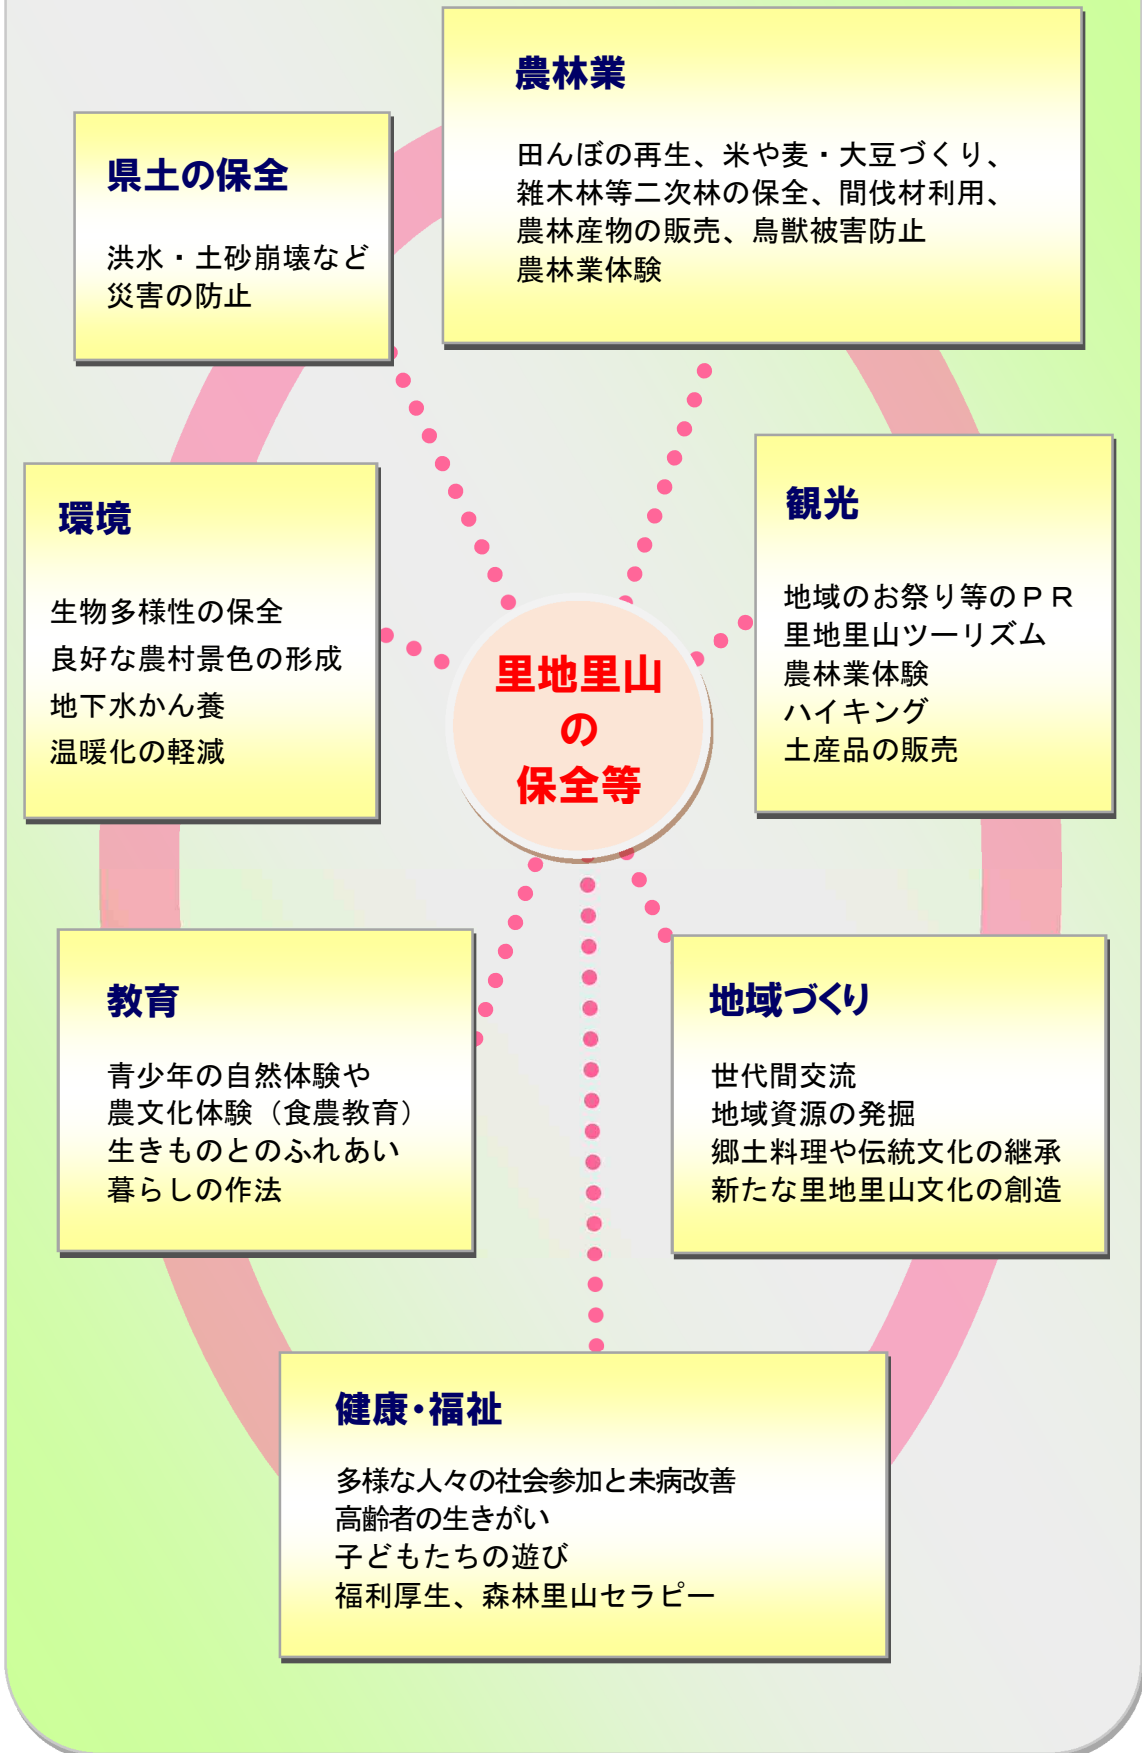 農林業
田んぼの再生、米や麦・大豆づくり、
雑木林等二次林の保全、間伐材利用、
農林産物の販売、鳥獣被害防止
農林業体験
県土の保全
洪水・土砂崩壊など
災害の防止
環境
生物多様性の保全
良好な農村景色の形成
地下水かん養
温暖化の軽減
観光
地域のお祭り等のＰＲ
里地里山ツーリズム
農林業体験
ハイキング
土産品の販売
里地里山
の
保全等
教育
青少年の自然体験や
農文化体験（食農教育）
生きものとのふれあい
暮らしの作法
地域づくり
世代間交流
地域資源の発掘
郷土料理や伝統文化の継承
新たな里地里山文化の創造
健康・福祉
多様な人々の社会参加と未病改善
高齢者の生きがい
子どもたちの遊び
福利厚生、森林里山セラピー